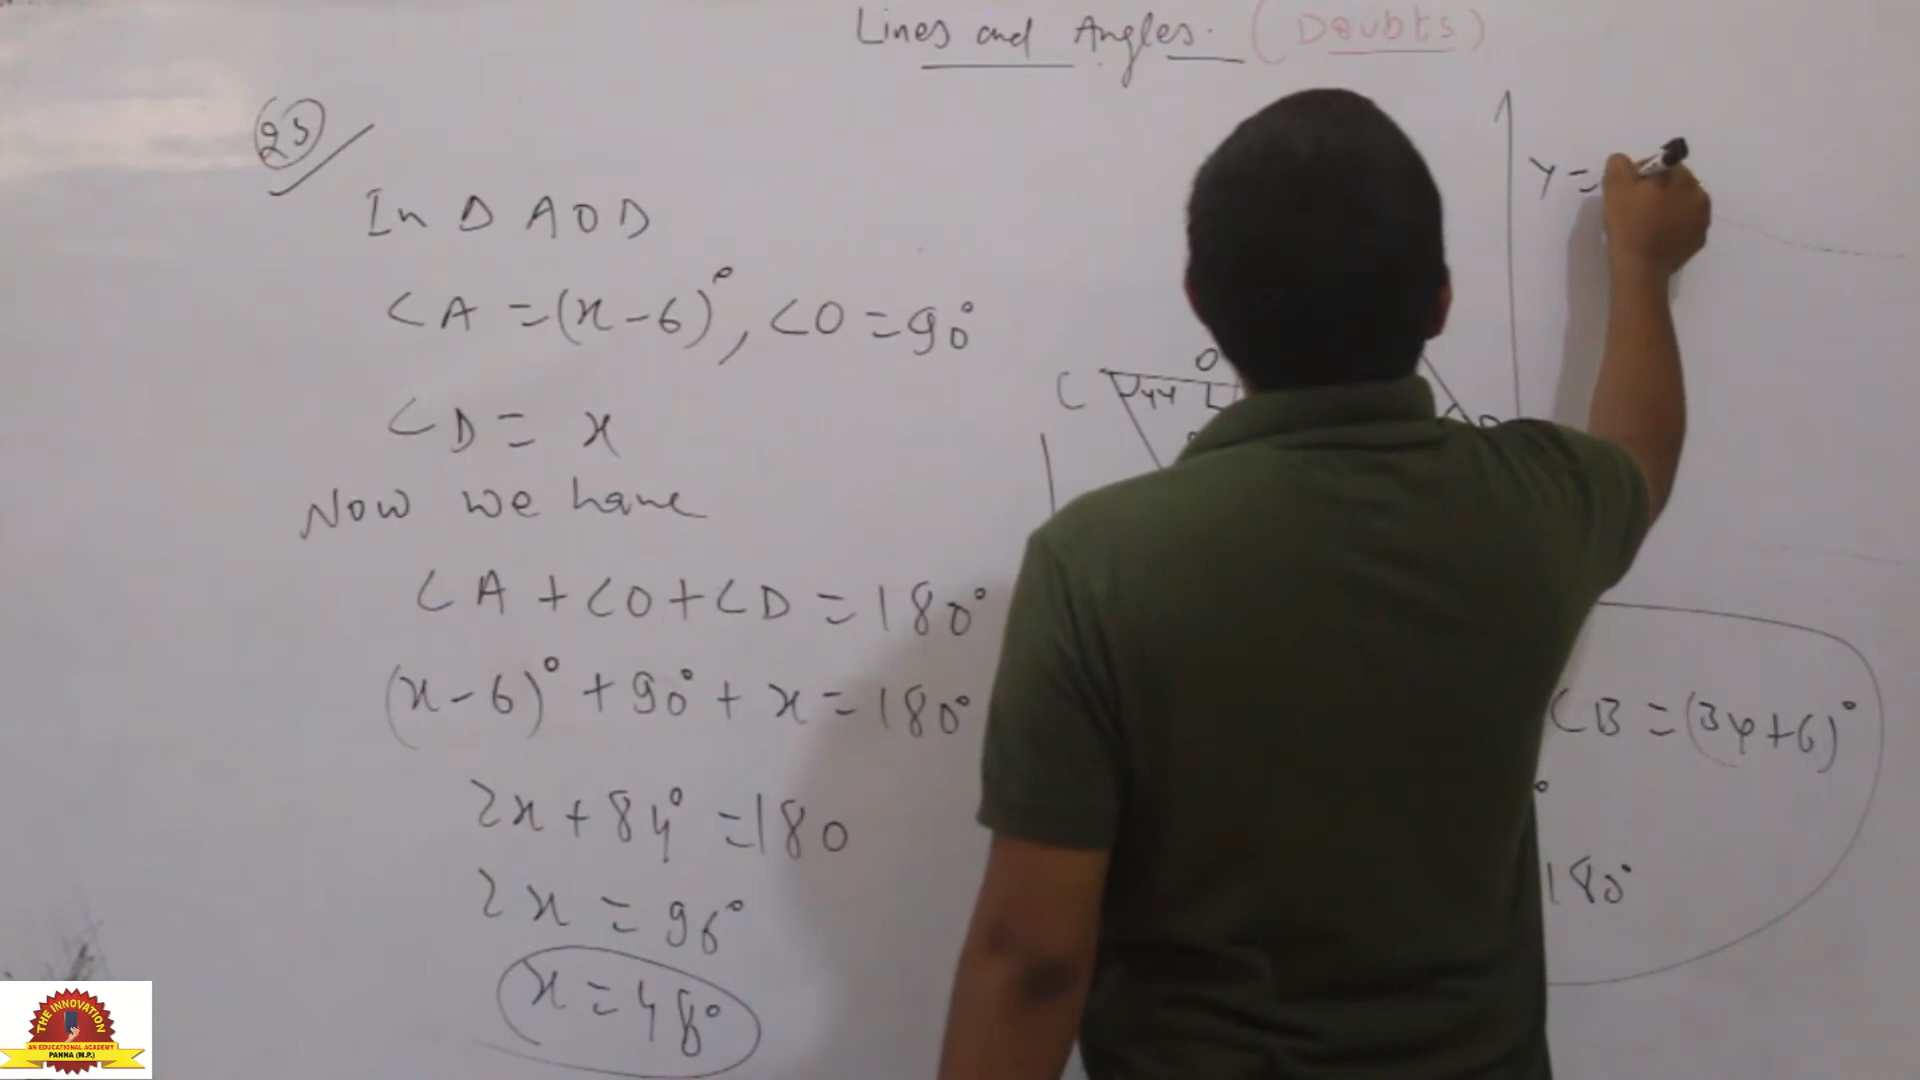 Lines and Angles. (Doubts)
In Δ AOD
∠A = (x-6)°, ∠O = 90°
∠D = x
Now we have
∠A + ∠O + ∠D = 180°
(x-6)° + 90° + x = 180°
2x + 84° = 180
2x = 96°
x = 48°
C
O
44
Y =
∠B = (3y+6)°
180°
THE INNOVATION
AN EDUCATIONAL ACADEMY
PANNA (M.P.)